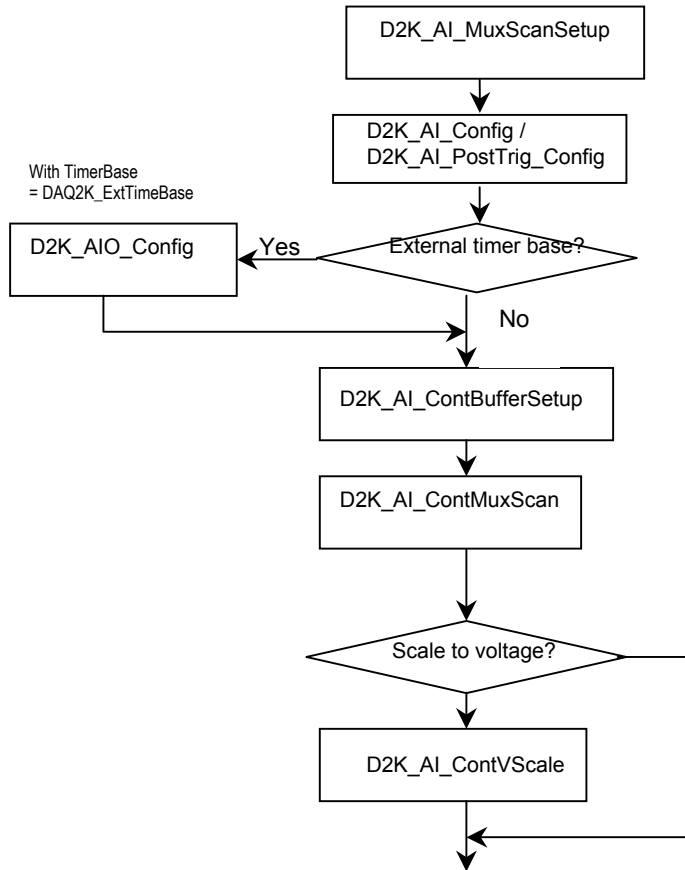 D2K_AI_MuxScanSetup
D2K_AI_Config /
D2K_AI_PostTrig_Config
With TimerBase
= DAQ2K_ExtTimeBase
D2K_AIO_Config
Yes
External timer base?
No
D2K_AI_ContBufferSetup
D2K_AI_ContMuxScan
Scale to voltage?
D2K_AI_ContVScale